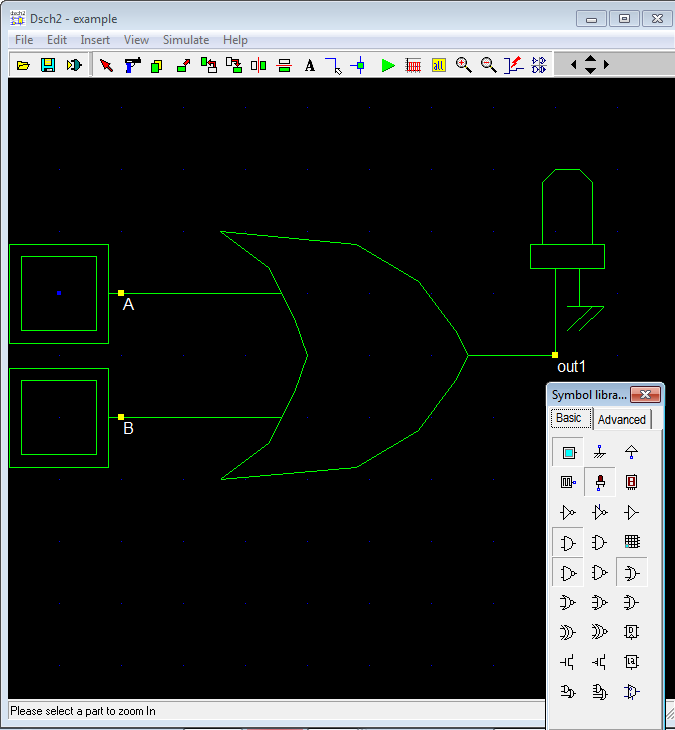 Dsch2 - example
File Edit Insert View Simulate Help
A
all
A
B
out1
Symbol libra...
Basic Advanced
Please select a part to zoom In